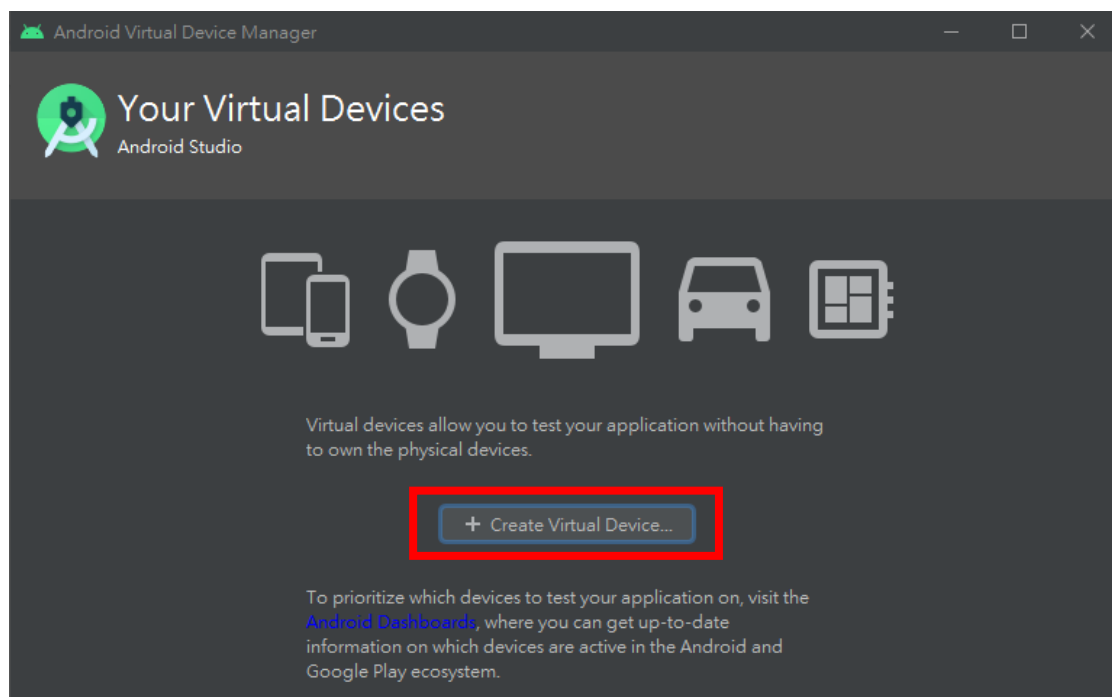 Android Virtual Device Manager
Your Virtual Devices
Android Studio
Virtual devices allow you to test your application without having
to own the physical devices.
+ Create Virtual Device...
To prioritize which devices to test your application on, visit the
Android Dashboards, where you can get up-to-date
information on which devices are active in the Android and
Google Play ecosystem.